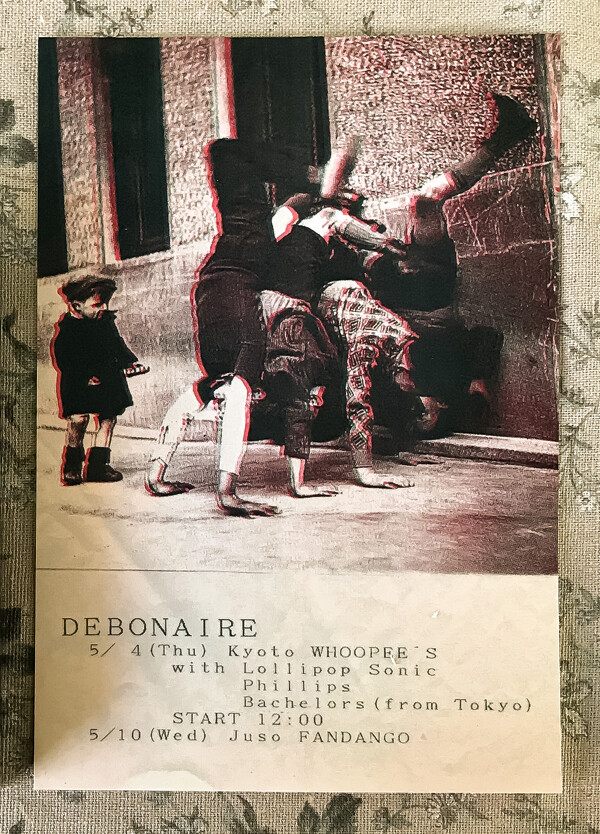 DEBONAIRE
5/ 4(Thu) Kyoto WHOOPEE'S
with Lollipop Sonic
Phillips
Bachelors(from Tokyo)
START 12:00
5/10(Wed) Juso FANDANGO